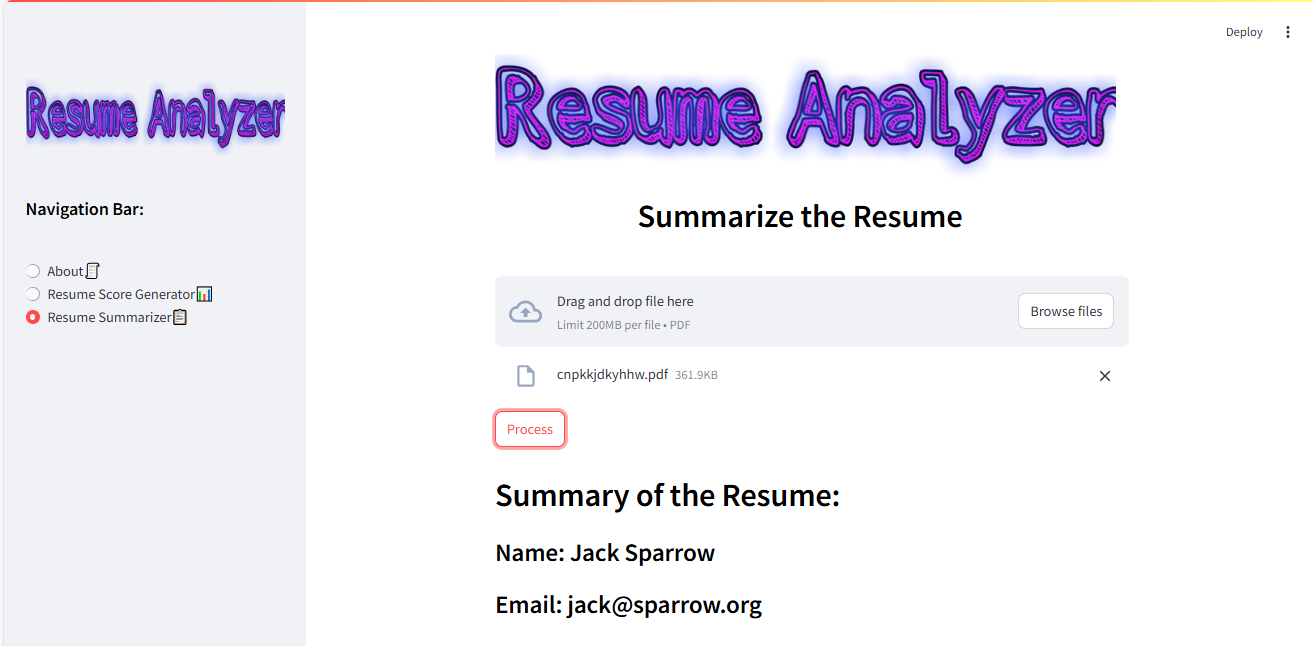 Deploy
Resume Analyzer
Navigation Bar:
About
Resume Score Generator
Resume Summarizer
Resume Analyzer
Summarize the Resume
Drag and drop file here
Limit 200MB per file • PDF
Browse files
cnpkkjdkyhhw.pdf 361.9KB
Process
Summary of the Resume:
Name: Jack Sparrow
Email: jack@sparrow.org